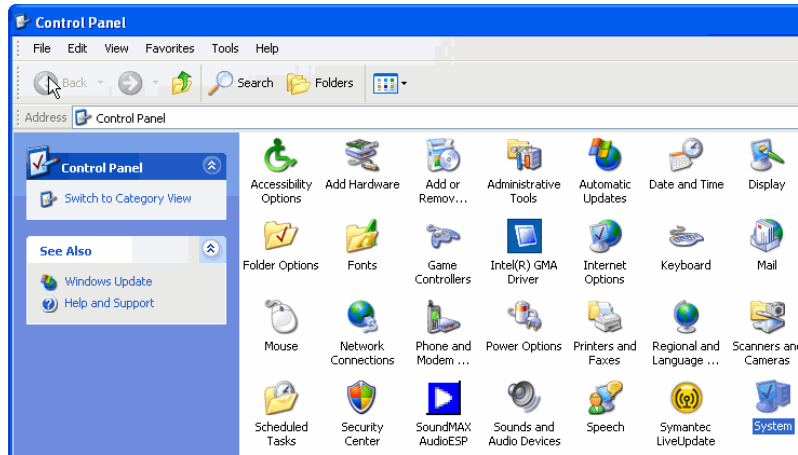 Control Panel
File Edit View Favorites Tools Help
Back Search Folders
Address Control Panel
Control Panel
Switch to Category View
See Also
Windows Update
Help and Support
Accessibility Options
Add Hardware
Add or Remov...
Administrative Tools
Automatic Updates
Date and Time
Display
Folder Options
Fonts
Game Controllers
Intel(R) GMA Driver
Internet Options
Keyboard
Mail
Mouse
Network Connections
Phone and Modem ...
Power Options
Printers and Faxes
Regional and Language ...
Scanners and Cameras
Scheduled Tasks
Security Center
SoundMAX AudioESP
Sounds and Audio Devices
Speech
Symantec LiveUpdate
System